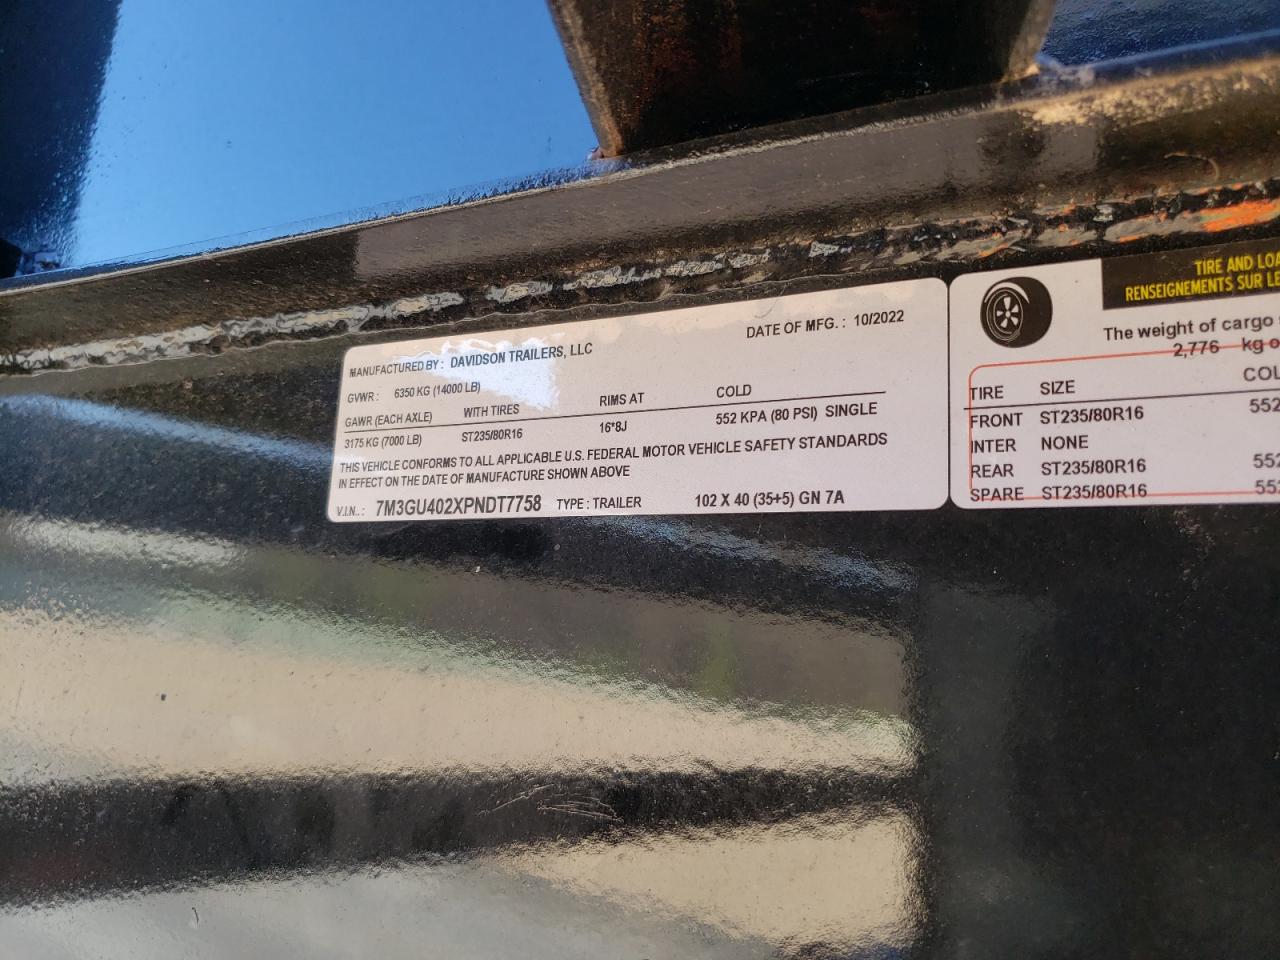 MANUFACTURED BY : DAVIDSON TRAILERS, LLC
DATE OF MFG. : 10/2022
GVWR : 6350 KG (14000 LB)
GAWR (EACH AXLE) WITH TIRES RIMS AT COLD
3175 KG (7000 LB) ST235/80R16 16*8J 552 KPA (80 PSI) SINGLE
THIS VEHICLE CONFORMS TO ALL APPLICABLE U.S. FEDERAL MOTOR VEHICLE SAFETY STANDARDS
IN EFFECT ON THE DATE OF MANUFACTURE SHOWN ABOVE
V.I.N.. : 7M3GU402XPNDT7758 TYPE : TRAILER 102 X 40 (35+5) GN 7A
TIRE AND LOA
RENSEIGNEMENTS SUR LE
The weight of cargo
2,776 kg o
TIRE SIZE COL
FRONT ST235/80R16 552
INTER NONE
REAR ST235/80R16 552
SPARE ST235/80R16 552